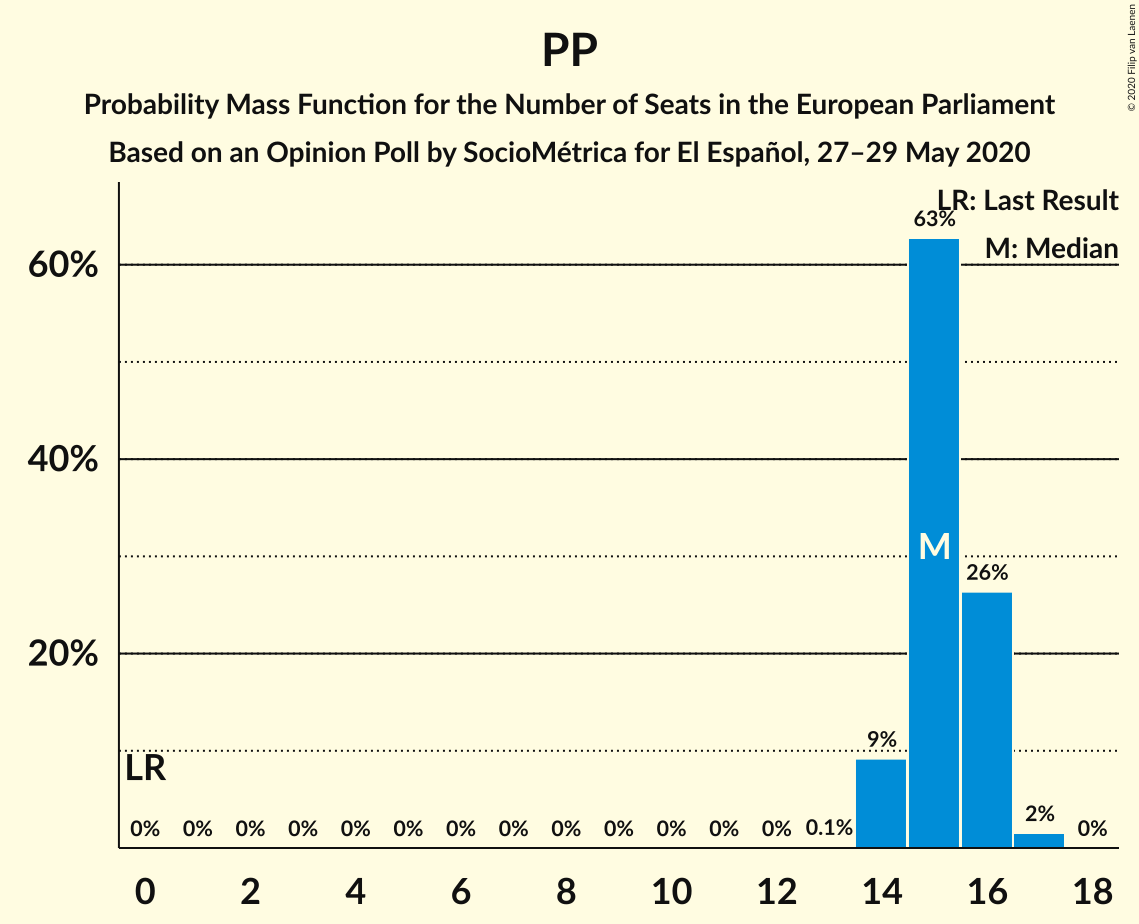 PP
Probability Mass Function for the Number of Seats in the European Parliament
Based on an Opinion Poll by SocioMétrica for El Español, 27–29 May 2020
© 2020 Filip van Laenen
LR: Last Result
M: Median
63%
60%
40%
M
26%
20%
9%
LR
2%
0% 0% 0% 0% 0% 0% 0% 0% 0% 0% 0% 0% 0% 0.1% 0%
0 2 4 6 8 10 12 14 16 18